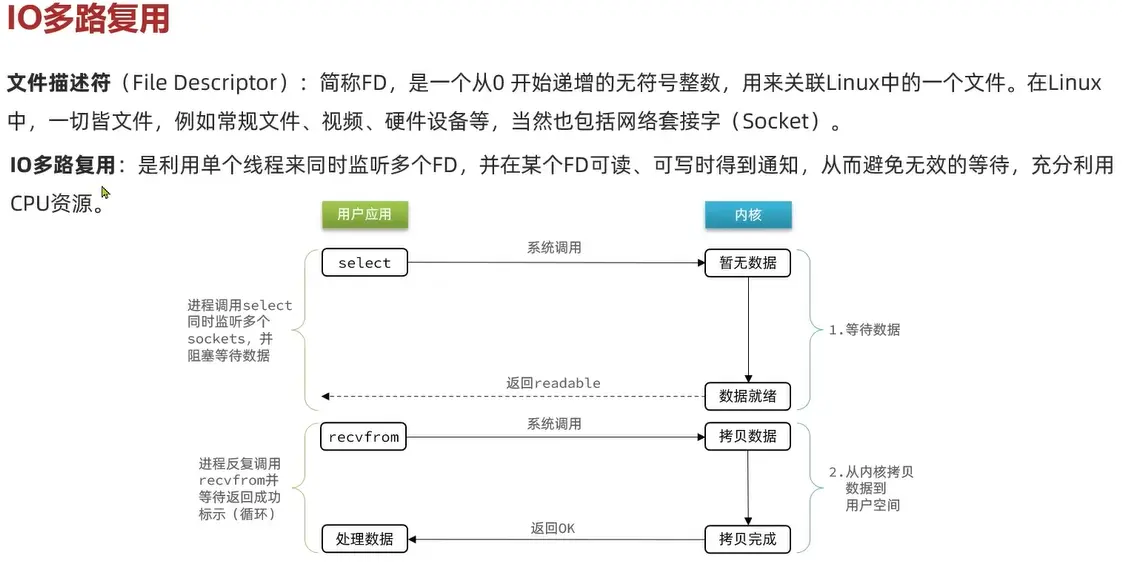 IO多路复用
文件描述符（File Descriptor）：简称FD，是一个从0 开始递增的无符号整数，用来关联Linux中的一个文件。在Linux
中，一切皆文件，例如常规文件、视频、硬件设备等，当然也包括网络套接字（Socket）。
IO多路复用：是利用单个线程来同时监听多个FD，并在某个FD可读、可写时得到通知，从而避免无效的等待，充分利用
CPU资源。
用户应用
内核
select
系统调用
暂无数据
进程调用select
同时监听多个
sockets，并
阻塞等待数据
1.等待数据
返回readable
数据就绪
recvfrom
系统调用
拷贝数据
进程反复调用
recvfrom并
等待返回成功
标示（循环）
2.从内核拷贝
数据到
用户空间
处理数据
返回OK
拷贝完成